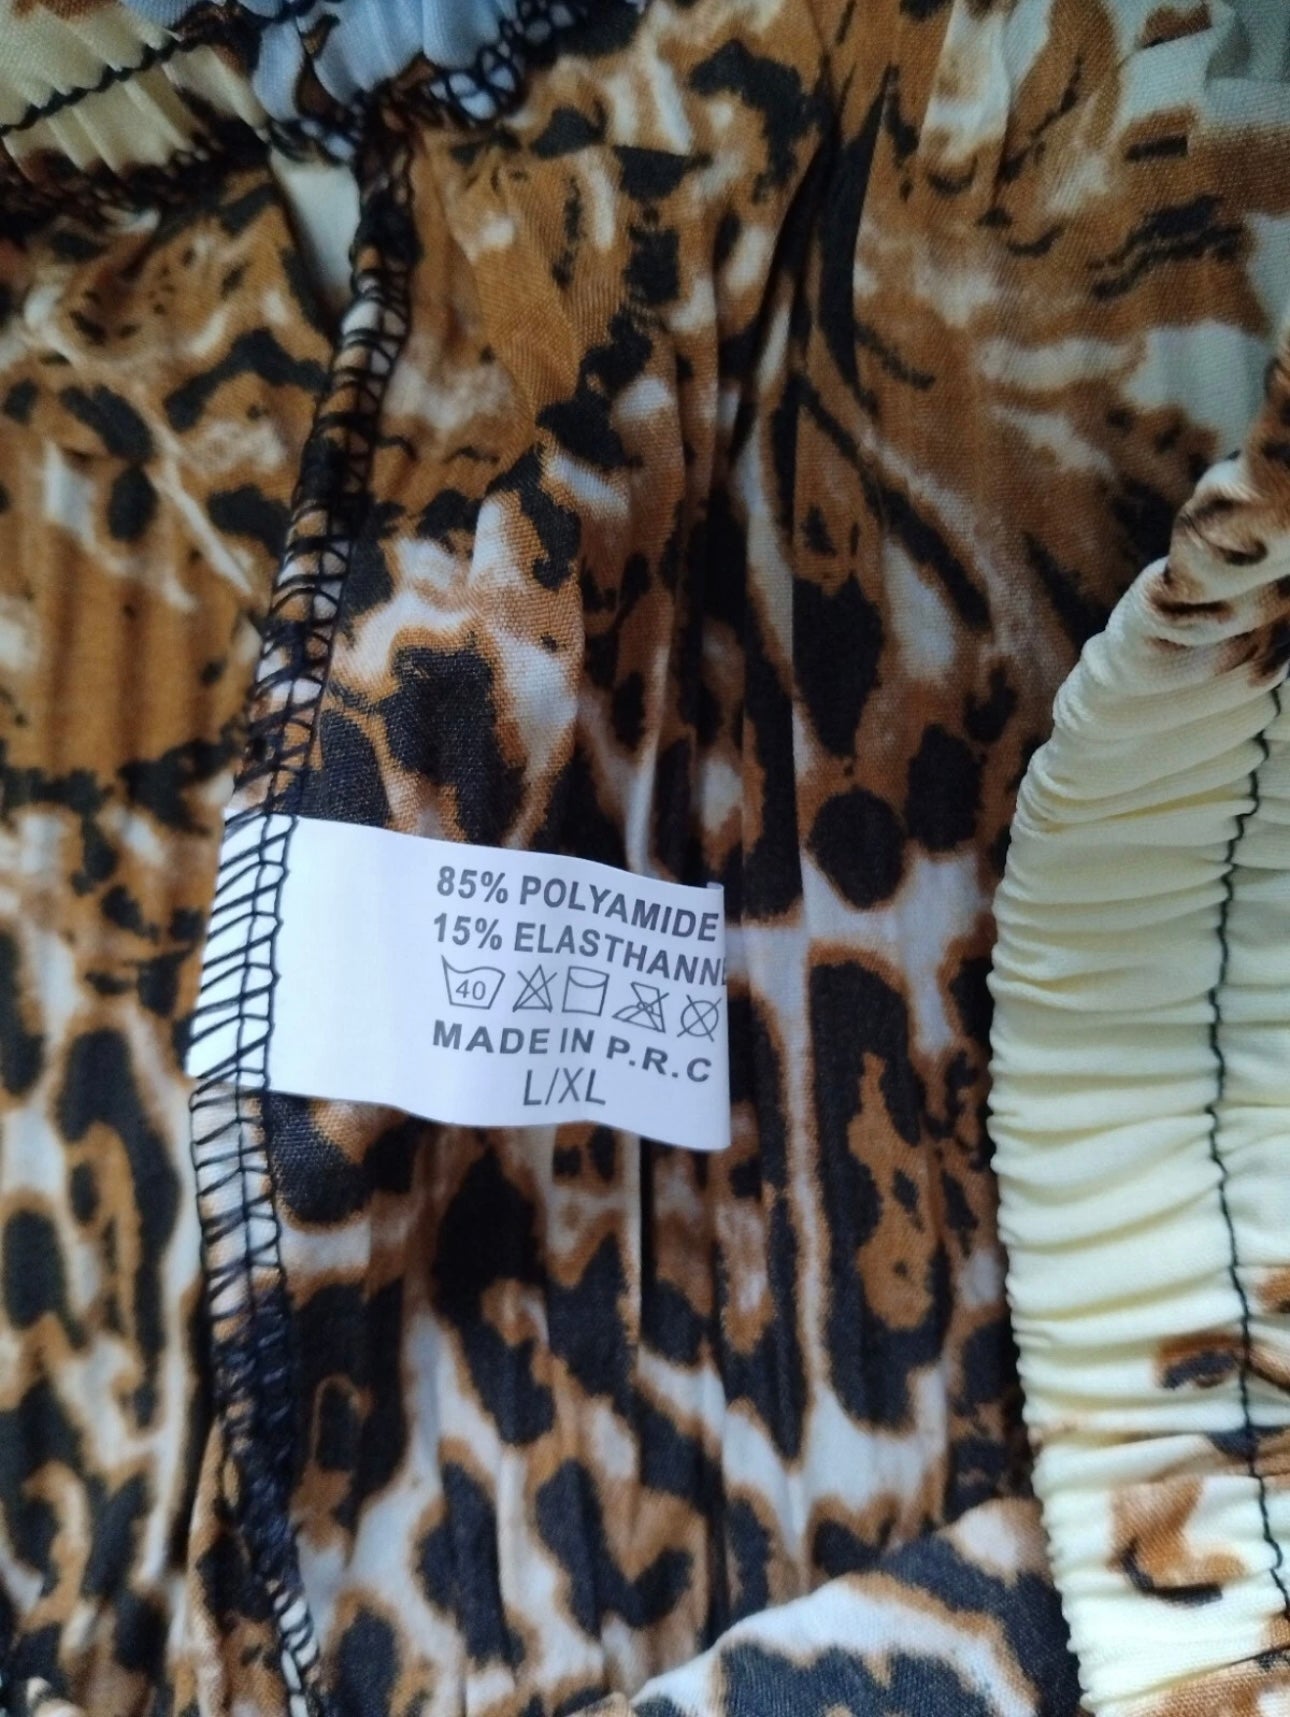 85% POLYAMIDE
15% ELASTHANNE
40
MADE IN P.R.C
L/XL